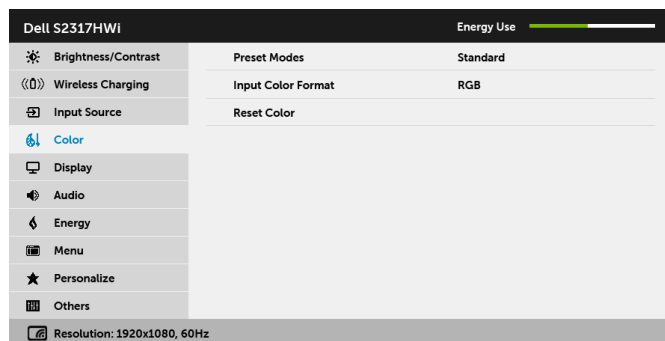 Dell S2317HWi Energy Use
Brightness/Contrast Preset Modes Standard
Wireless Charging Input Color Format RGB
Input Source Reset Color
Color
Display
Audio
Energy
Menu
Personalize
Others
Resolution: 1920x1080, 60Hz